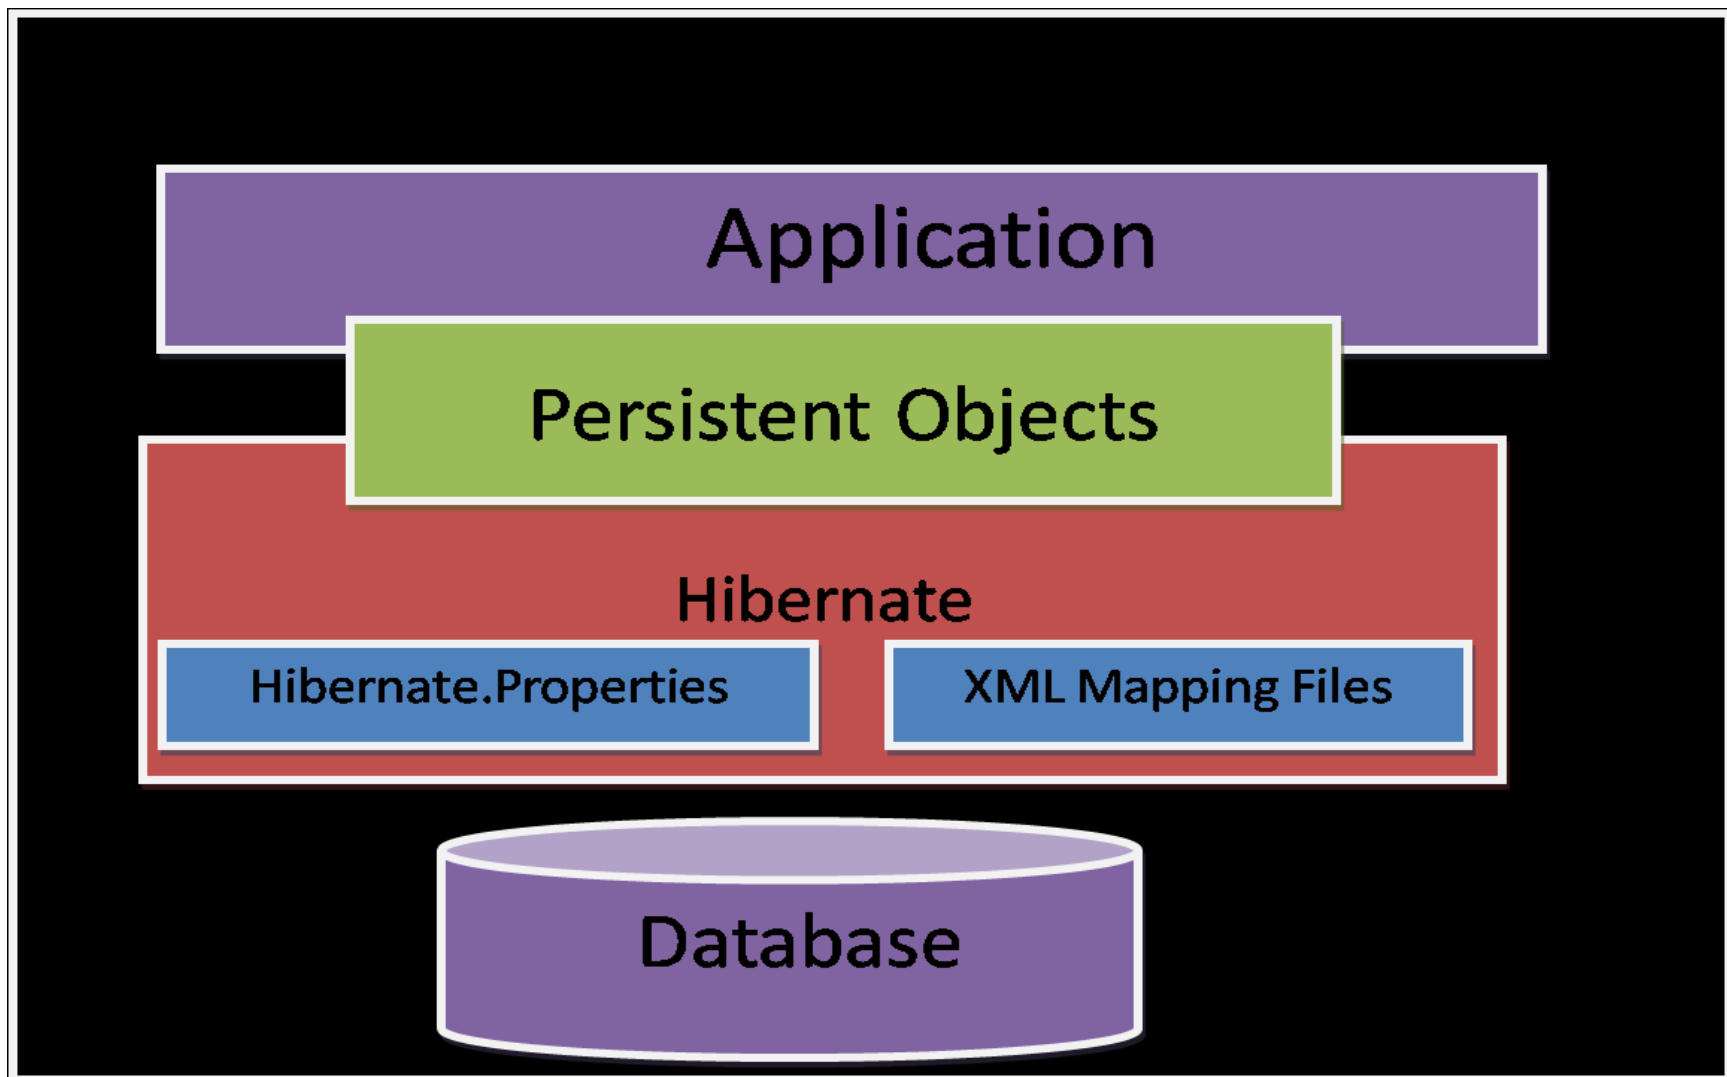 Application
Persistent Objects
Hibernate
Hibernate.Properties
XML Mapping Files
Database